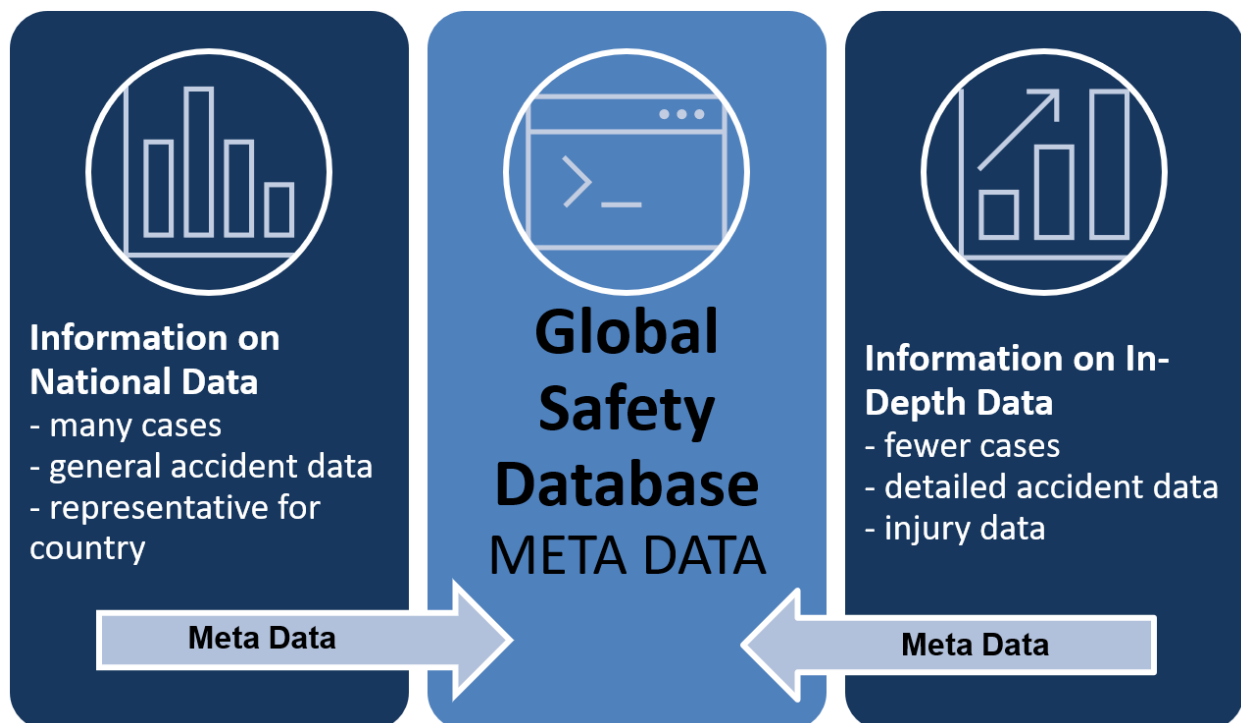 Information on
National Data
- many cases
- general accident data
- representative for
country
Meta Data
Global
Safety
Database
META DATA
Information on In-
Depth Data
- fewer cases
- detailed accident data
- injury data
Meta Data